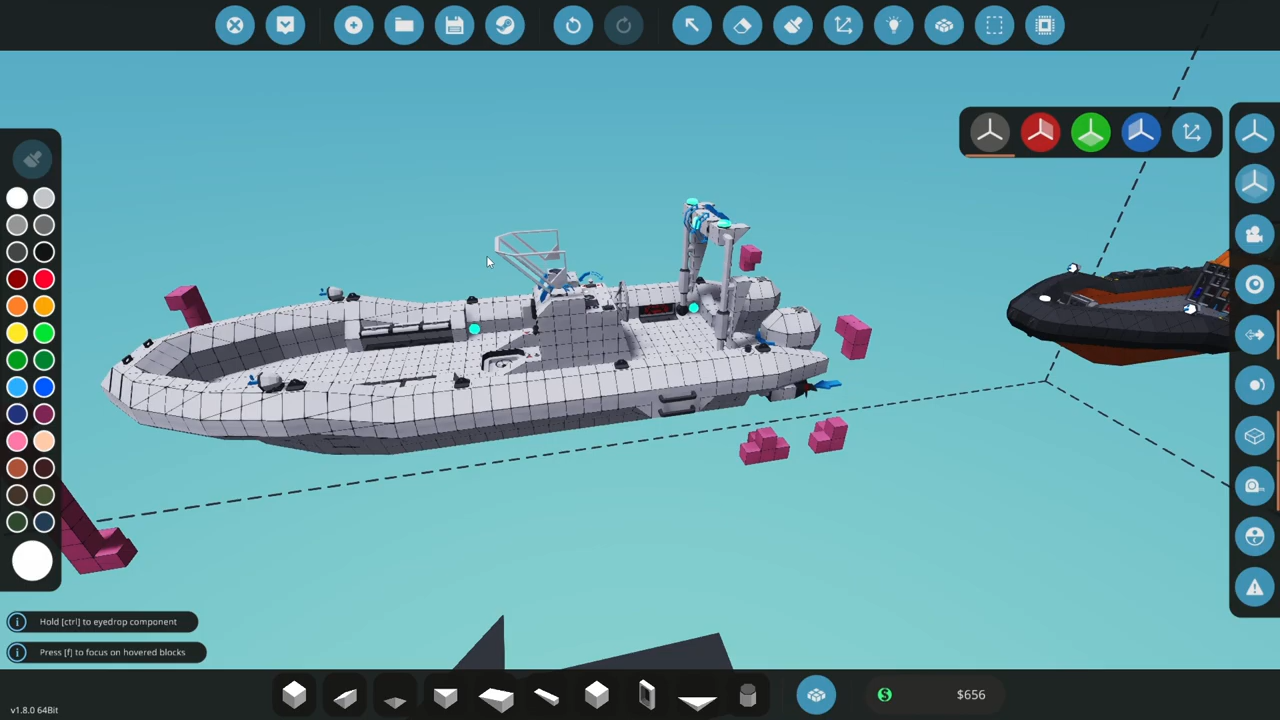 Hold [ctrl] to eyedrop component
Press [f] to focus on hovered blocks
$ $656
v1.8.0 64Bit